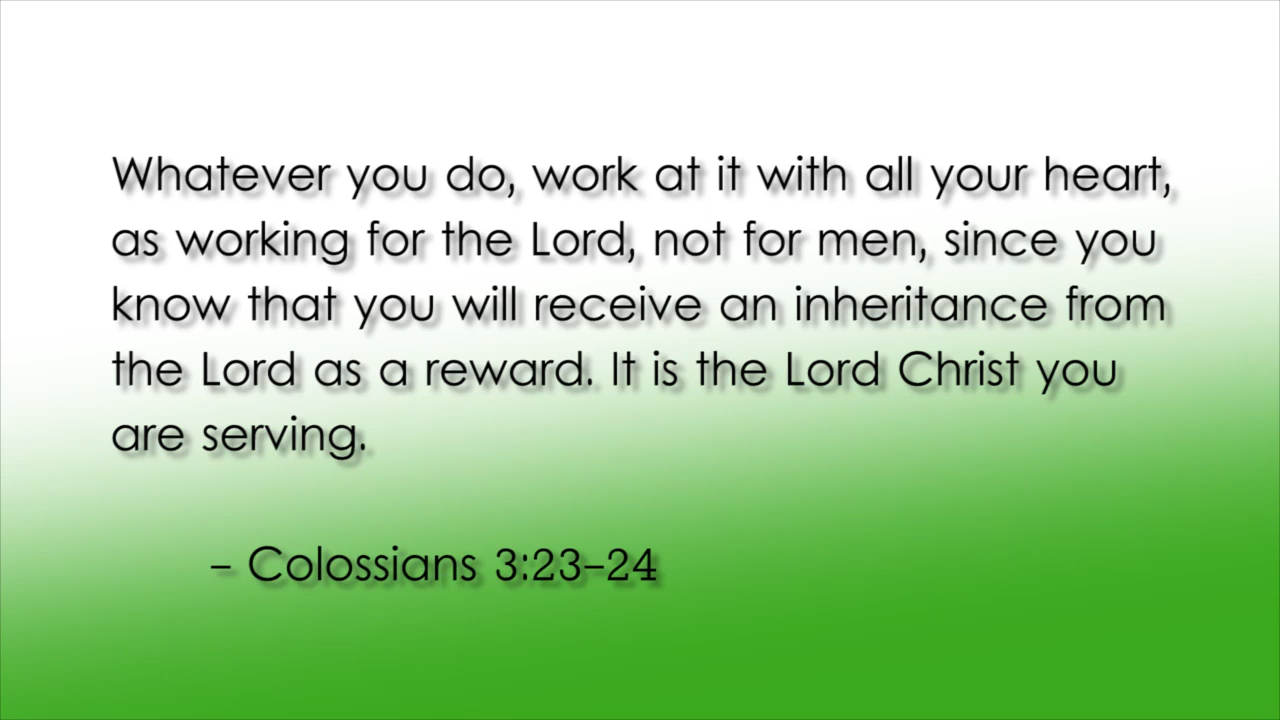 Whatever you do, work at it with all your heart,
as working for the Lord, not for men, since you
know that you will receive an inheritance from
the Lord as a reward. It is the Lord Christ you
are serving.
– Colossians 3:23–24